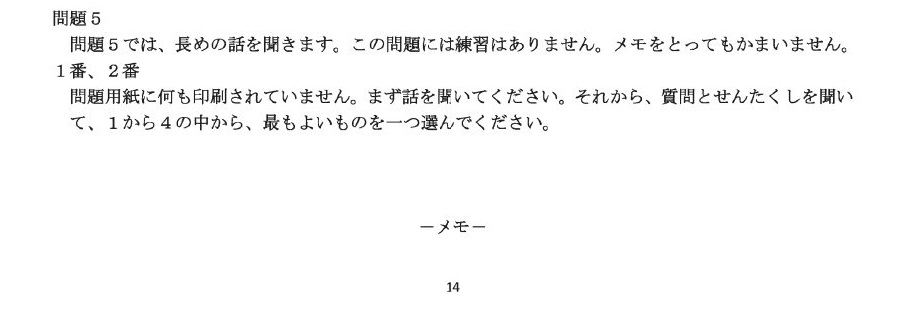 問題５
問題５では、長めの話を聞きます。この問題には練習はありません。メモをとってもかまいません。
１番、２番
問題用紙に何も印刷されていません。まず話を聞いてください。それから、質問とせんたくしを聞い
て、１から４の中から、最もよいものを一つ選んでください。
－メモ－
14